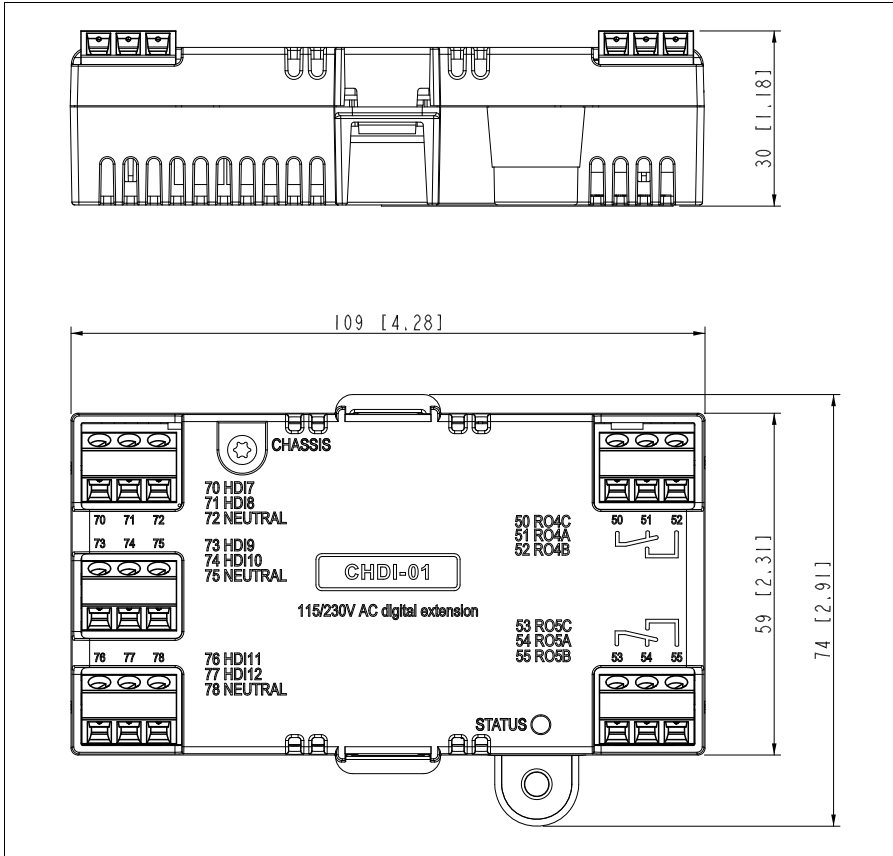 30 [1.18]
109 [4.28]
CHASSIS
70 HDI7
71 HDI8
72 NEUTRAL
70 71 72
73 74 75
73 HDI9
74 HDI10
75 NEUTRAL
50 RO4C
51 RO4A
52 RO4B
50 51 52
CHDI-01
115/230V AC digital extension
53 RO5C
54 RO5A
55 RO5B
53 54 55
76 77 78
76 HDI11
77 HDI12
78 NEUTRAL
STATUS
59 [2.31]
74 [2.91]